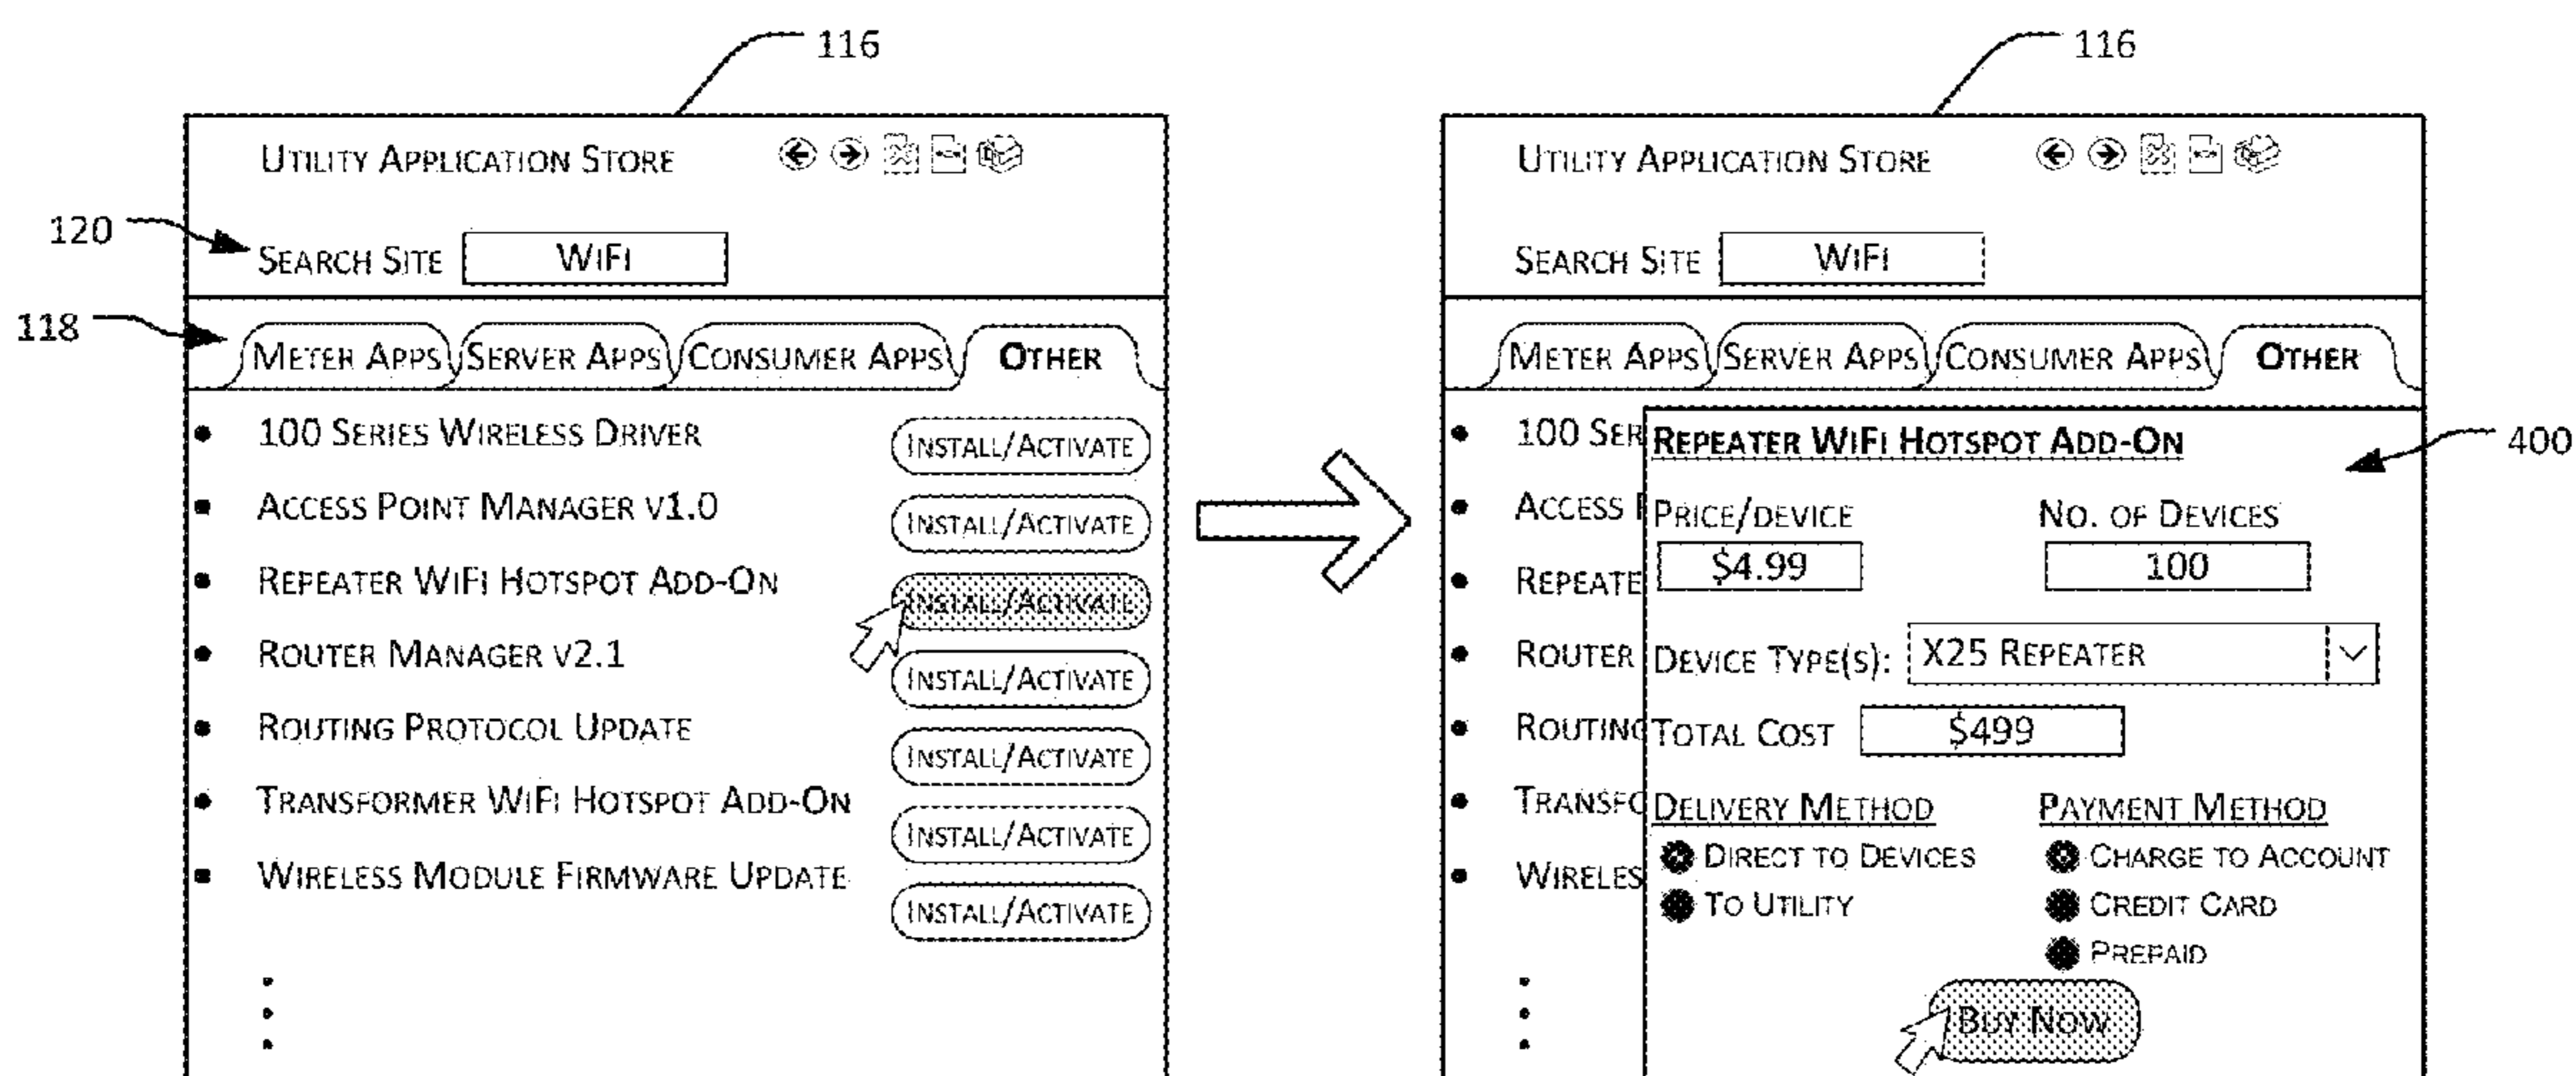 116
UTILITY APPLICATION STORE
120
SEARCH SITE WIFI
118
METER APPS SERVER APPS CONSUMER APPS OTHER
• 100 SERIES WIRELESS DRIVER INSTALL/ACTIVATE
• ACCESS POINT MANAGER V1.0 INSTALL/ACTIVATE
• REPEATER WIFI HOTSPOT ADD-ON INSTALL/ACTIVATE
• ROUTER MANAGER V2.1 INSTALL/ACTIVATE
• ROUTING PROTOCOL UPDATE INSTALL/ACTIVATE
• TRANSFORMER WIFI HOTSPOT ADD-ON INSTALL/ACTIVATE
• WIRELESS MODULE FIRMWARE UPDATE INSTALL/ACTIVATE
116
UTILITY APPLICATION STORE
SEARCH SITE WIFI
METER APPS SERVER APPS CONSUMER APPS OTHER
• 100 SER
• ACCESS
• REPEATE
• ROUTER
• ROUTING
• TRANSFO
• WIRELES
400
REPEATER WIFI HOTSPOT ADD-ON
PRICE/DEVICE NO. OF DEVICES
$4.99 100
DEVICE TYPE(S): X25 REPEATER
TOTAL COST $499
DELIVERY METHOD PAYMENT METHOD
DIRECT TO DEVICES CHARGE TO ACCOUNT
TO UTILITY CREDIT CARD
PREPAID
BUY NOW